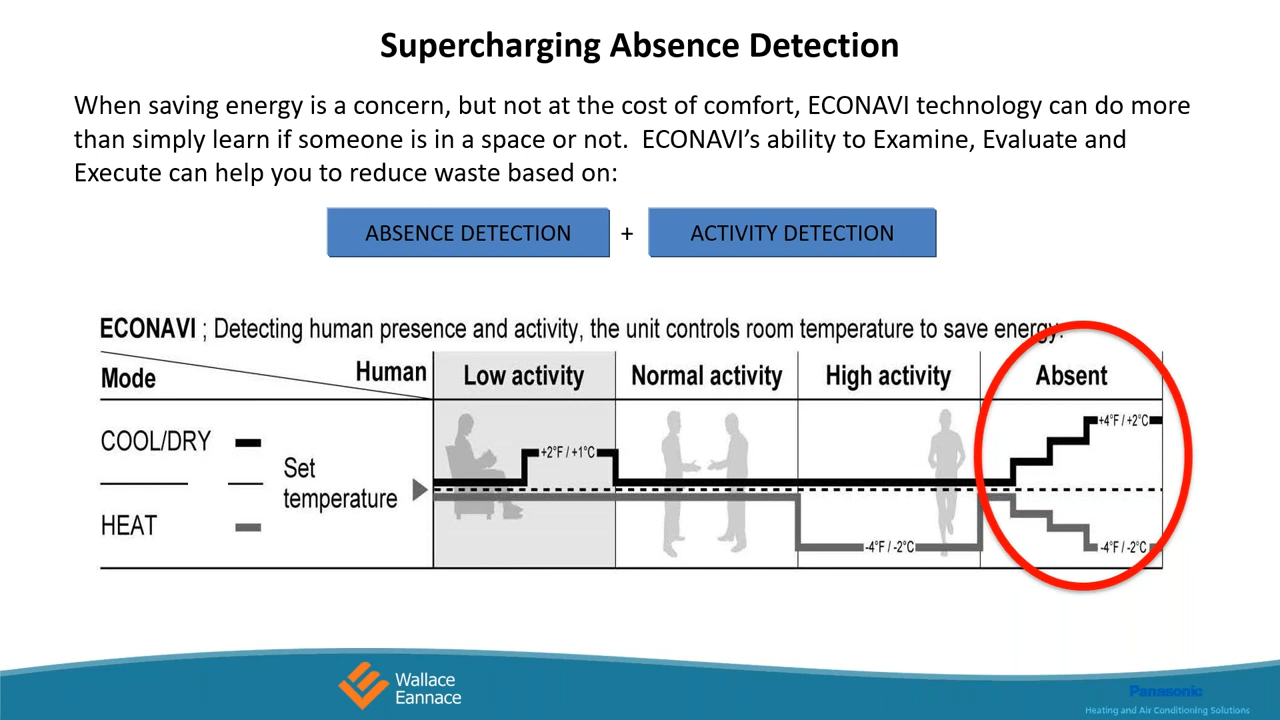 Supercharging Absence Detection
When saving energy is a concern, but not at the cost of comfort, ECONAVI technology can do more
than simply learn if someone is in a space or not.  ECONAVI’s ability to Examine, Evaluate and
Execute can help you to reduce waste based on:
ABSENCE DETECTION + ACTIVITY DETECTION
ECONAVI ; Detecting human presence and activity, the unit controls room temperature to save energy.
Mode Human Low activity Normal activity High activity Absent
COOL/DRY
Set
temperature
HEAT
+2°F / +1°C
-4°F / -2°C
+4°F / +2°C
-4°F / -2°C
Wallace
Eannace
Panasonic
Heating and Air Conditioning Solutions